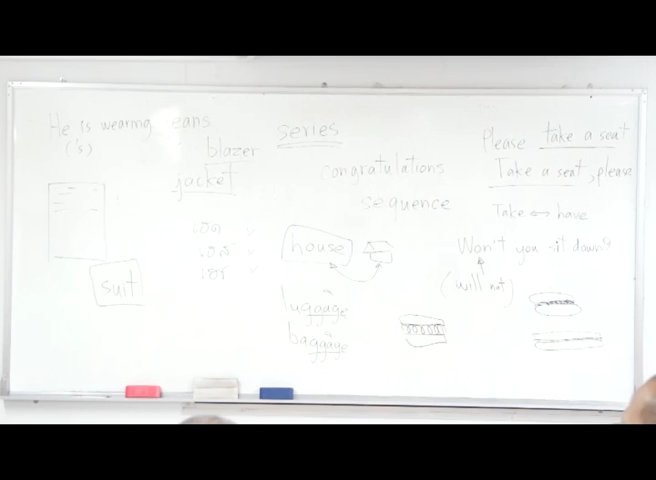 He is wearing jeans
('s)
blazer
jacket
suit
series
congratulations
sequence
house
luggage
baggage
Please take a seat
Take a seat, please
Take ↔ have
Won't you sit down?
(will not)